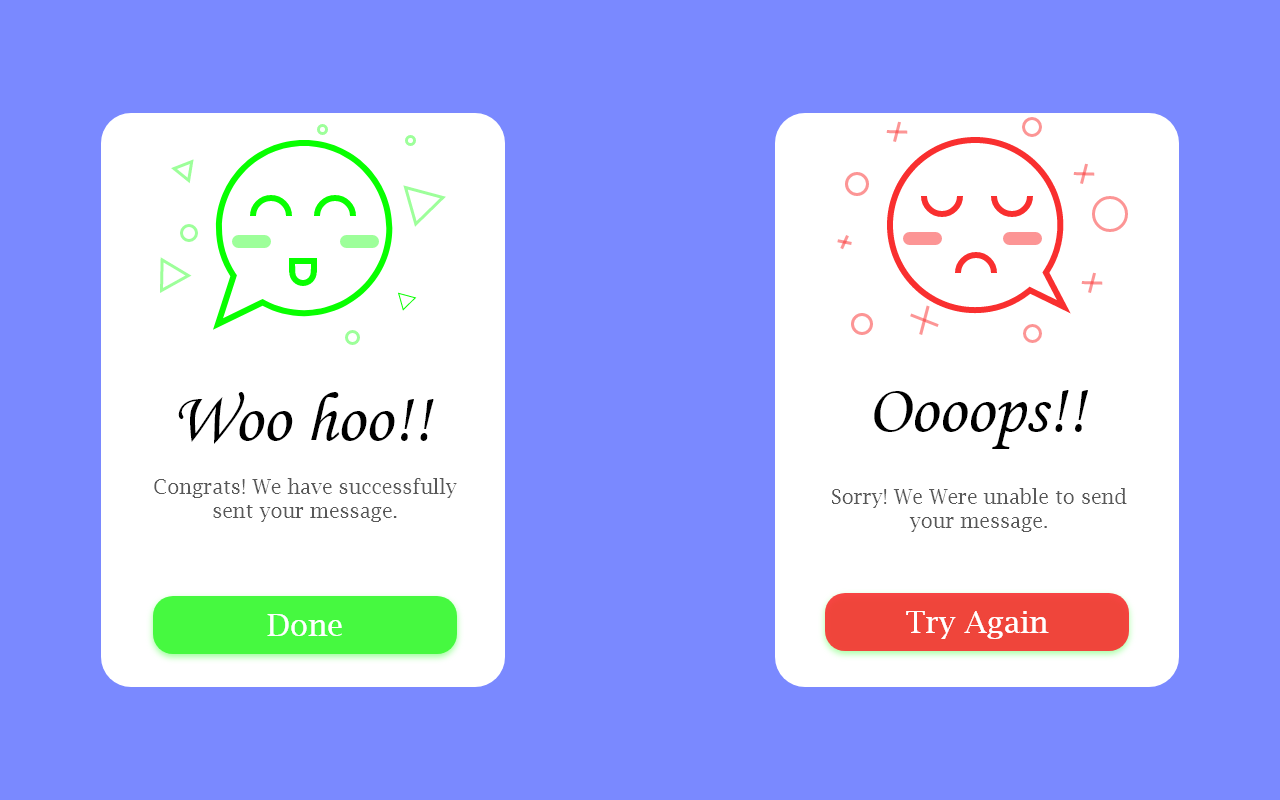 Woo hoo!!
Congrats! We have successfully
sent your message.
Done
Oooops!!
Sorry! We Were unable to send
your message.
Try Again